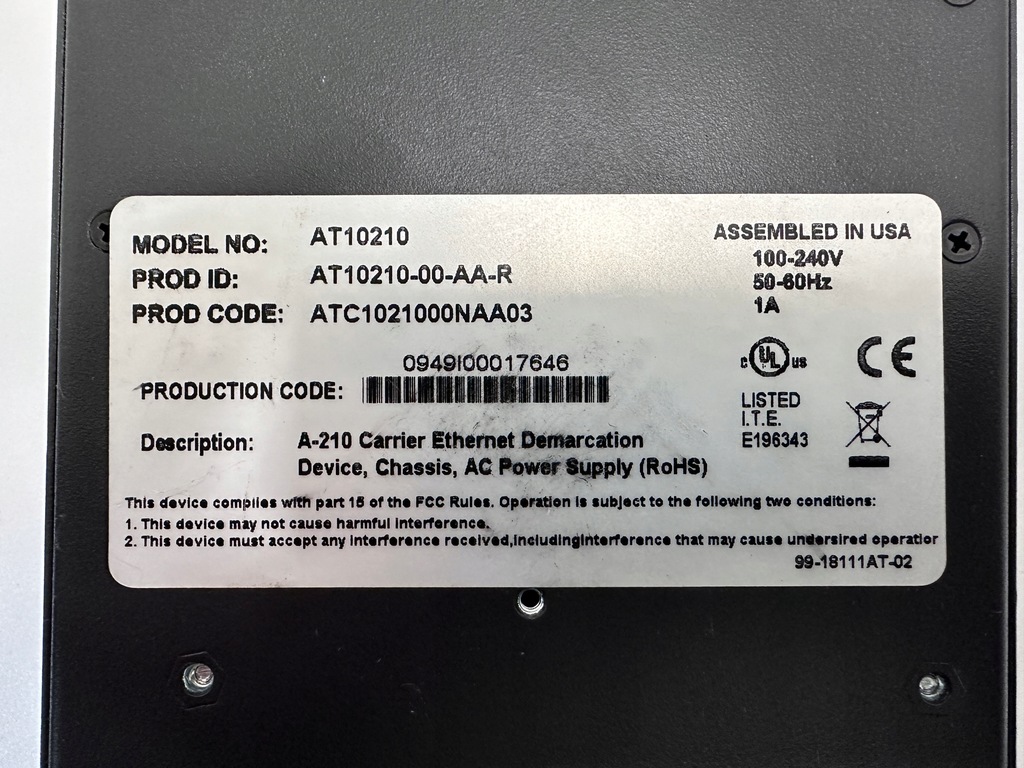 MODEL NO: AT10210
PROD ID: AT10210-00-AA-R
PROD CODE: ATC1021000NAA03
ASSEMBLED IN USA
100-240V
50-60Hz
1A
0949I00017646
PRODUCTION CODE:
c UL us
CE
LISTED
I.T.E.
E196343
Description: A-210 Carrier Ethernet Demarcation
Device, Chassis, AC Power Supply (RoHS)
This device complies with part 15 of the FCC Rules. Operation is subject to the following two conditions:
1. This device may not cause harmful interference.
2. This device must accept any interference received,includinginterference that may cause undersired operatior
99-18111AT-02